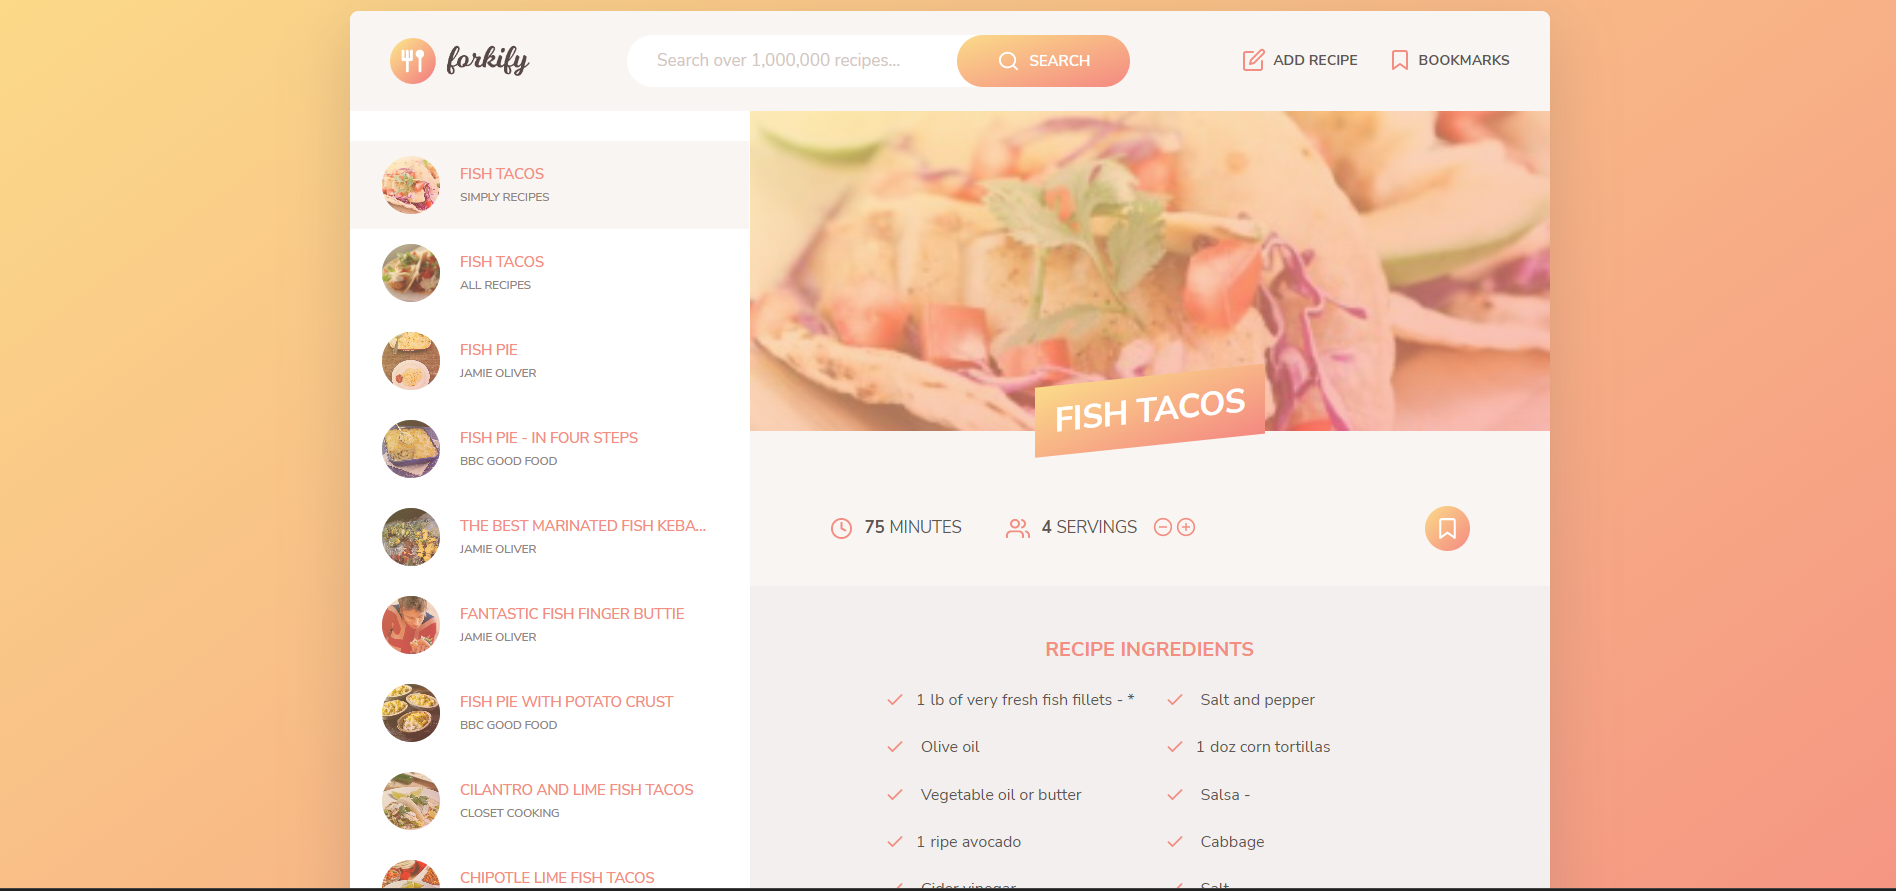 forkify
Search over 1,000,000 recipes...
SEARCH
ADD RECIPE
BOOKMARKS
FISH TACOS
SIMPLY RECIPES
FISH TACOS
ALL RECIPES
FISH PIE
JAMIE OLIVER
FISH PIE - IN FOUR STEPS
BBC GOOD FOOD
THE BEST MARINATED FISH KEBA...
JAMIE OLIVER
FANTASTIC FISH FINGER BUTTIE
JAMIE OLIVER
FISH PIE WITH POTATO CRUST
BBC GOOD FOOD
CILANTRO AND LIME FISH TACOS
CLOSET COOKING
CHIPOTLE LIME FISH TACOS
FISH TACOS
75 MINUTES
4 SERVINGS
RECIPE INGREDIENTS
1 lb of very fresh fish fillets - *
Salt and pepper
Olive oil
1 doz corn tortillas
Vegetable oil or butter
Salsa -
1 ripe avocado
Cabbage
Cider vinegar
Salt